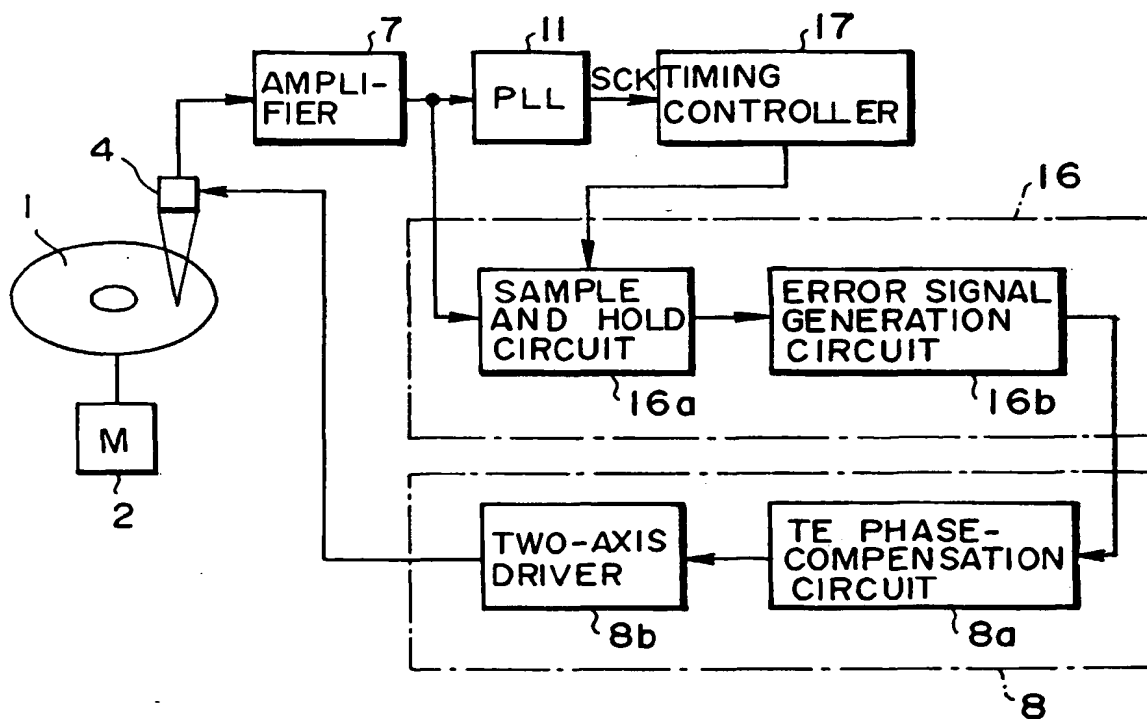 7
11
17
AMPLI-
FIER
PLL
SCK
TIMING
CONTROLLER
4
1
16
SAMPLE
AND HOLD
CIRCUIT
ERROR SIGNAL
GENERATION
CIRCUIT
16a
16b
M
2
TWO-AXIS
DRIVER
TE PHASE-
COMPENSATION
CIRCUIT
8b
8a
8